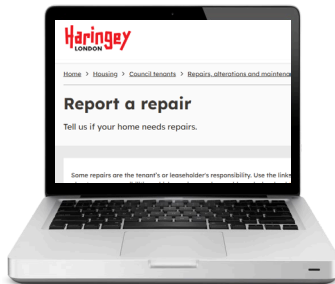 Haringey
LONDON
Home > Housing > Council tenants > Repairs, alterations and maintena
Report a repair
Tell us if your home needs repairs.
Some repairs are the tenant's or leaseholder's responsibility. Use the links